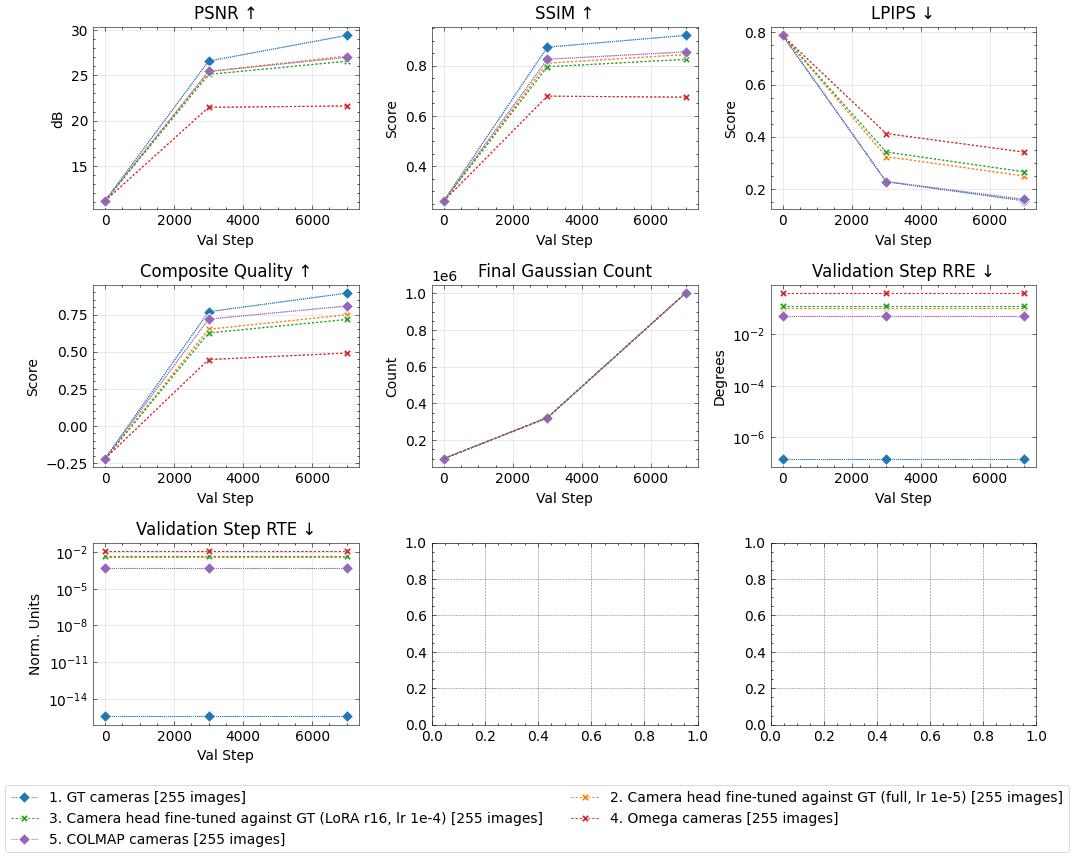 PSNR ↑
30
25
20
15
dB
0 2000 4000 6000
Val Step
SSIM ↑
0.8
0.6
0.4
Score
0 2000 4000 6000
Val Step
LPIPS ↓
0.8
0.6
0.4
0.2
Score
0 2000 4000 6000
Val Step
Composite Quality ↑
0.75
0.50
0.25
0.00
−0.25
Score
0 2000 4000 6000
Val Step
Final Gaussian Count
1e6
1.0
0.8
0.6
0.4
0.2
Count
0 2000 4000 6000
Val Step
Validation Step RRE ↓
10⁻²
10⁻⁴
10⁻⁶
Degrees
0 2000 4000 6000
Val Step
Validation Step RTE ↓
10⁻²
10⁻⁵
10⁻⁸
10⁻¹¹
10⁻¹⁴
Norm. Units
0 2000 4000 6000
Val Step
1.0
0.8
0.6
0.4
0.2
0.0
0.0 0.2 0.4 0.6 0.8 1.0
1.0
0.8
0.6
0.4
0.2
0.0
0.0 0.2 0.4 0.6 0.8 1.0
1. GT cameras [255 images]
2. Camera head fine-tuned against GT (full, lr 1e-5) [255 images]
3. Camera head fine-tuned against GT (LoRA r16, lr 1e-4) [255 images]
4. Omega cameras [255 images]
5. COLMAP cameras [255 images]